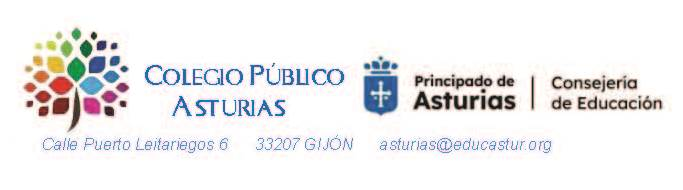 COLEGIO PÚBLICO
ASTURIAS
Principado de
Asturias
Consejería
de Educación
Calle Puerto Leitariegos 6 33207 GIJÓN asturias@educastur.org